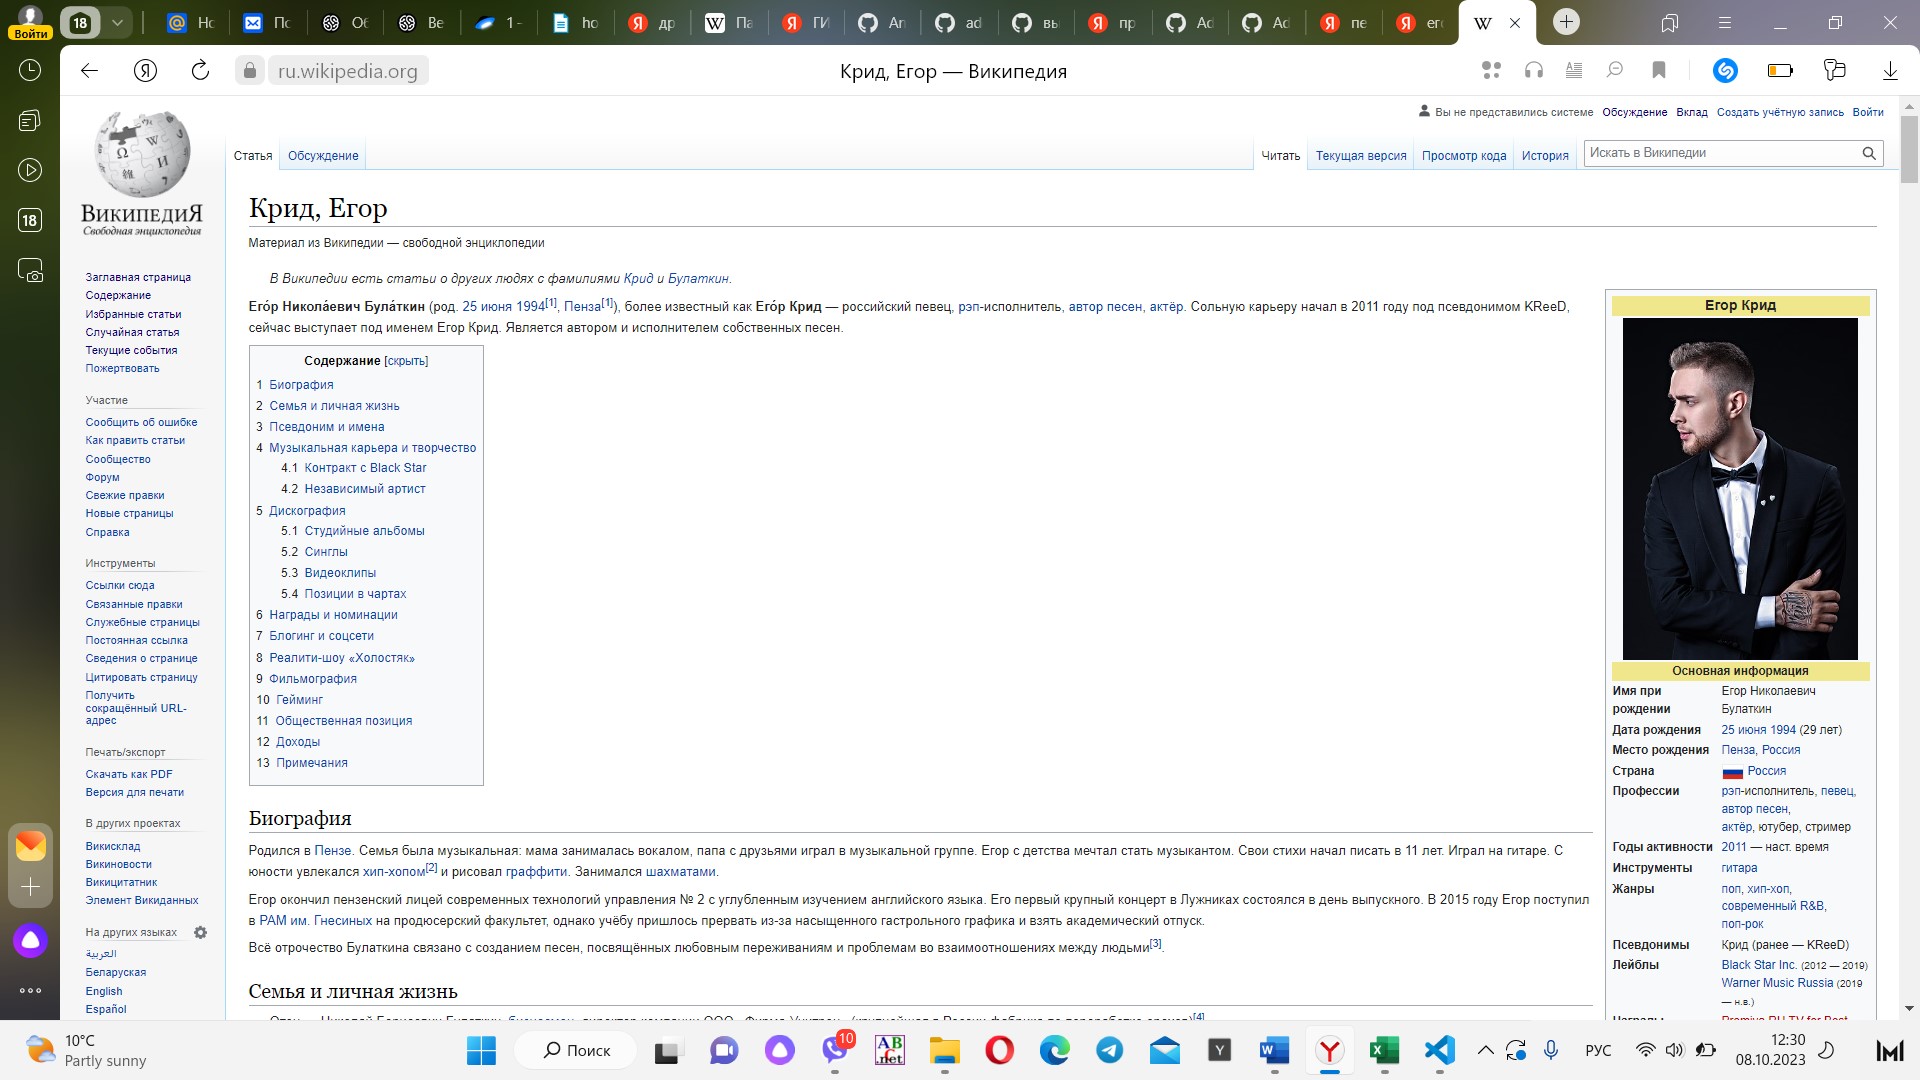 Войти
18
Но
По
Об
Ве
1 -
ho
др
Па
ГИ
Ar
ad
вы
пр
Ad
Ad
пе
его
ru.wikipedia.org
Крид, Егор — Википедия
18
Вы не представились системе Обсуждение Вклад Создать учётную запись Войти
Статья Обсуждение Читать Текущая версия Просмотр кода История Искать в Википедии
ВИКИПЕДИЯ
Свободная энциклопедия
Заглавная страница
Содержание
Избранные статьи
Случайная статья
Текущие события
Пожертвовать
Участие
Сообщить об ошибке
Как править статьи
Сообщество
Форум
Свежие правки
Новые страницы
Справка
Инструменты
Ссылки сюда
Связанные правки
Служебные страницы
Постоянная ссылка
Сведения о странице
Цитировать страницу
Получить
сокращённый URL-
адрес
Печать/экспорт
Скачать как PDF
Версия для печати
В других проектах
Викисклад
Викиновости
Викицитатник
Элемент Викиданных
На других языках
العربية
Беларуская
English
Español
Крид, Егор
Материал из Википедии — свободной энциклопедии
В Википедии есть статьи о других людях с фамилиями Крид и Булаткин.
Его́р Никола́евич Була́ткин (род. 25 июня 1994[1], Пенза[1]), более известный как Его́р Крид — российский певец, рэп-исполнитель, автор песен, актёр. Сольную карьеру начал в 2011 году под псевдонимом KReeD,
сейчас выступает под именем Егор Крид. Является автором и исполнителем собственных песен.
Содержание [скрыть]
1 Биография
2 Семья и личная жизнь
3 Псевдоним и имена
4 Музыкальная карьера и творчество
4.1 Контракт с Black Star
4.2 Независимый артист
5 Дискография
5.1 Студийные альбомы
5.2 Синглы
5.3 Видеоклипы
5.4 Позиции в чартах
6 Награды и номинации
7 Блогинг и соцсети
8 Реалити-шоу «Холостяк»
9 Фильмография
10 Гейминг
11 Общественная позиция
12 Доходы
13 Примечания
Биография
Родился в Пензе. Семья была музыкальная: мама занималась вокалом, папа с друзьями играл в музыкальной группе. Егор с детства мечтал стать музыкантом. Свои стихи начал писать в 11 лет. Играл на гитаре. С
юности увлекался хип-хопом[2] и рисовал граффити. Занимался шахматами.
Егор окончил пензенский лицей современных технологий управления № 2 с углубленным изучением английского языка. Его первый крупный концерт в Лужниках состоялся в день выпускного. В 2015 году Егор поступил
в РАМ им. Гнесиных на продюсерский факультет, однако учёбу пришлось прервать из-за насыщенного гастрольного графика и взять академический отпуск.
Всё отрочество Булаткина связано с созданием песен, посвящённых любовным переживаниям и проблемам во взаимоотношениях между людьми[3].
Семья и личная жизнь
Егор Крид
Основная информация
Имя при рождении Егор Николаевич Булаткин
Дата рождения 25 июня 1994 (29 лет)
Место рождения Пенза, Россия
Страна Россия
Профессии рэп-исполнитель, певец,
автор песен,
актёр, ютубер, стример
Годы активности 2011 — наст. время
Инструменты гитара
Жанры поп, хип-хоп,
современный R&B,
поп-рок
Псевдонимы Крид (ранее — KReeD)
Лейблы Black Star Inc. (2012 — 2019)
Warner Music Russia (2019
— н.в.)
10°C
Partly sunny
Поиск
10
ABC.net
РУС
12:30
08.10.2023